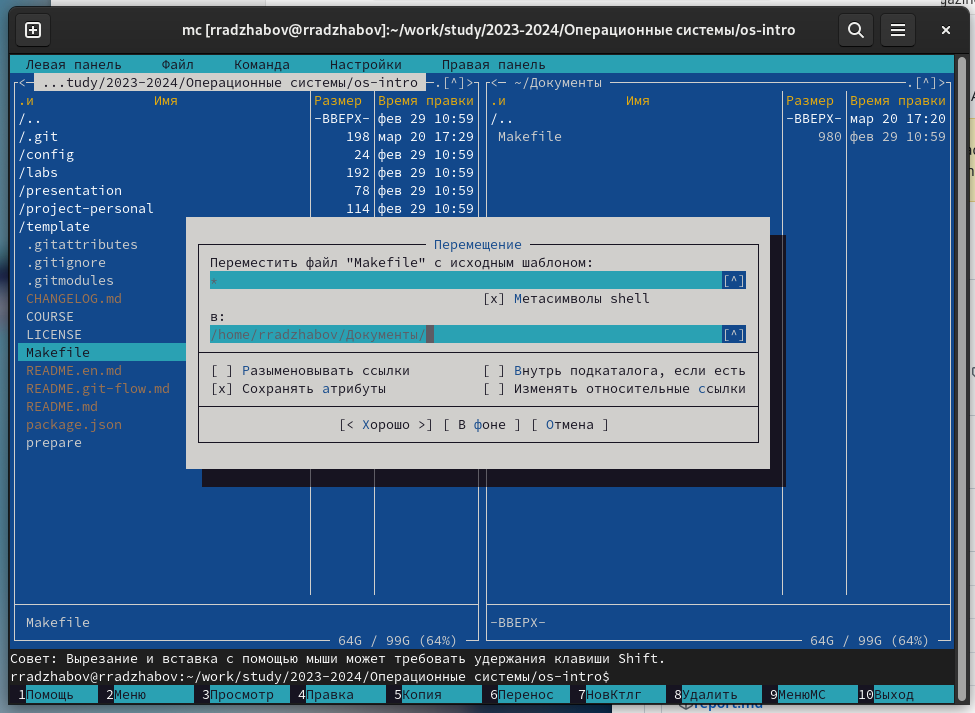 mc [rradzhabov@rradzhabov]:~/work/study/2023-2024/Операционные системы/os-intro
Левая панель Файл Команда Настройки Правая панель
<— ...tudy/2023-2024/Операционные системы/os-intro —.[^]>
.и Имя Размер Время правки
/.. -ВВЕРХ- фев 29 10:59
/.git 198 мар 20 17:29
/config 24 фев 29 10:59
/labs 192 фев 29 10:59
/presentation 78 фев 29 10:59
/project-personal 114 фев 29 10:59
/template
.gitattributes
.gitignore
.gitmodules
CHANGELOG.md
COURSE
LICENSE
Makefile
README.en.md
README.git-flow.md
README.md
package.json
prepare
Makefile
64G / 99G (64%)
<— ~/Документы —.[^]>
.и Имя Размер Время правки
/.. -ВВЕРХ- мар 20 17:20
Makefile 980 фев 29 10:59
-ВВЕРХ-
64G / 99G (64%)
Перемещение
Переместить файл "Makefile" с исходным шаблоном:
* [^]
[x] Метасимволы shell
в:
/home/rradzhabov/Документы/ [^]
[ ] Разыменовывать ссылки [ ] Внутрь подкаталога, если есть
[x] Сохранять атрибуты [ ] Изменять относительные ссылки
[< Хорошо >] [ В фоне ] [ Отмена ]
Совет: Вырезание и вставка с помощью мыши может требовать удержания клавиши Shift.
rradzhabov@rradzhabov:~/work/study/2023-2024/Операционные системы/os-intro$
1Помощь 2Меню 3Просмотр 4Правка 5Копия 6Перенос 7НовКтлг 8Удалить 9МенюМС 10Выход
report.md